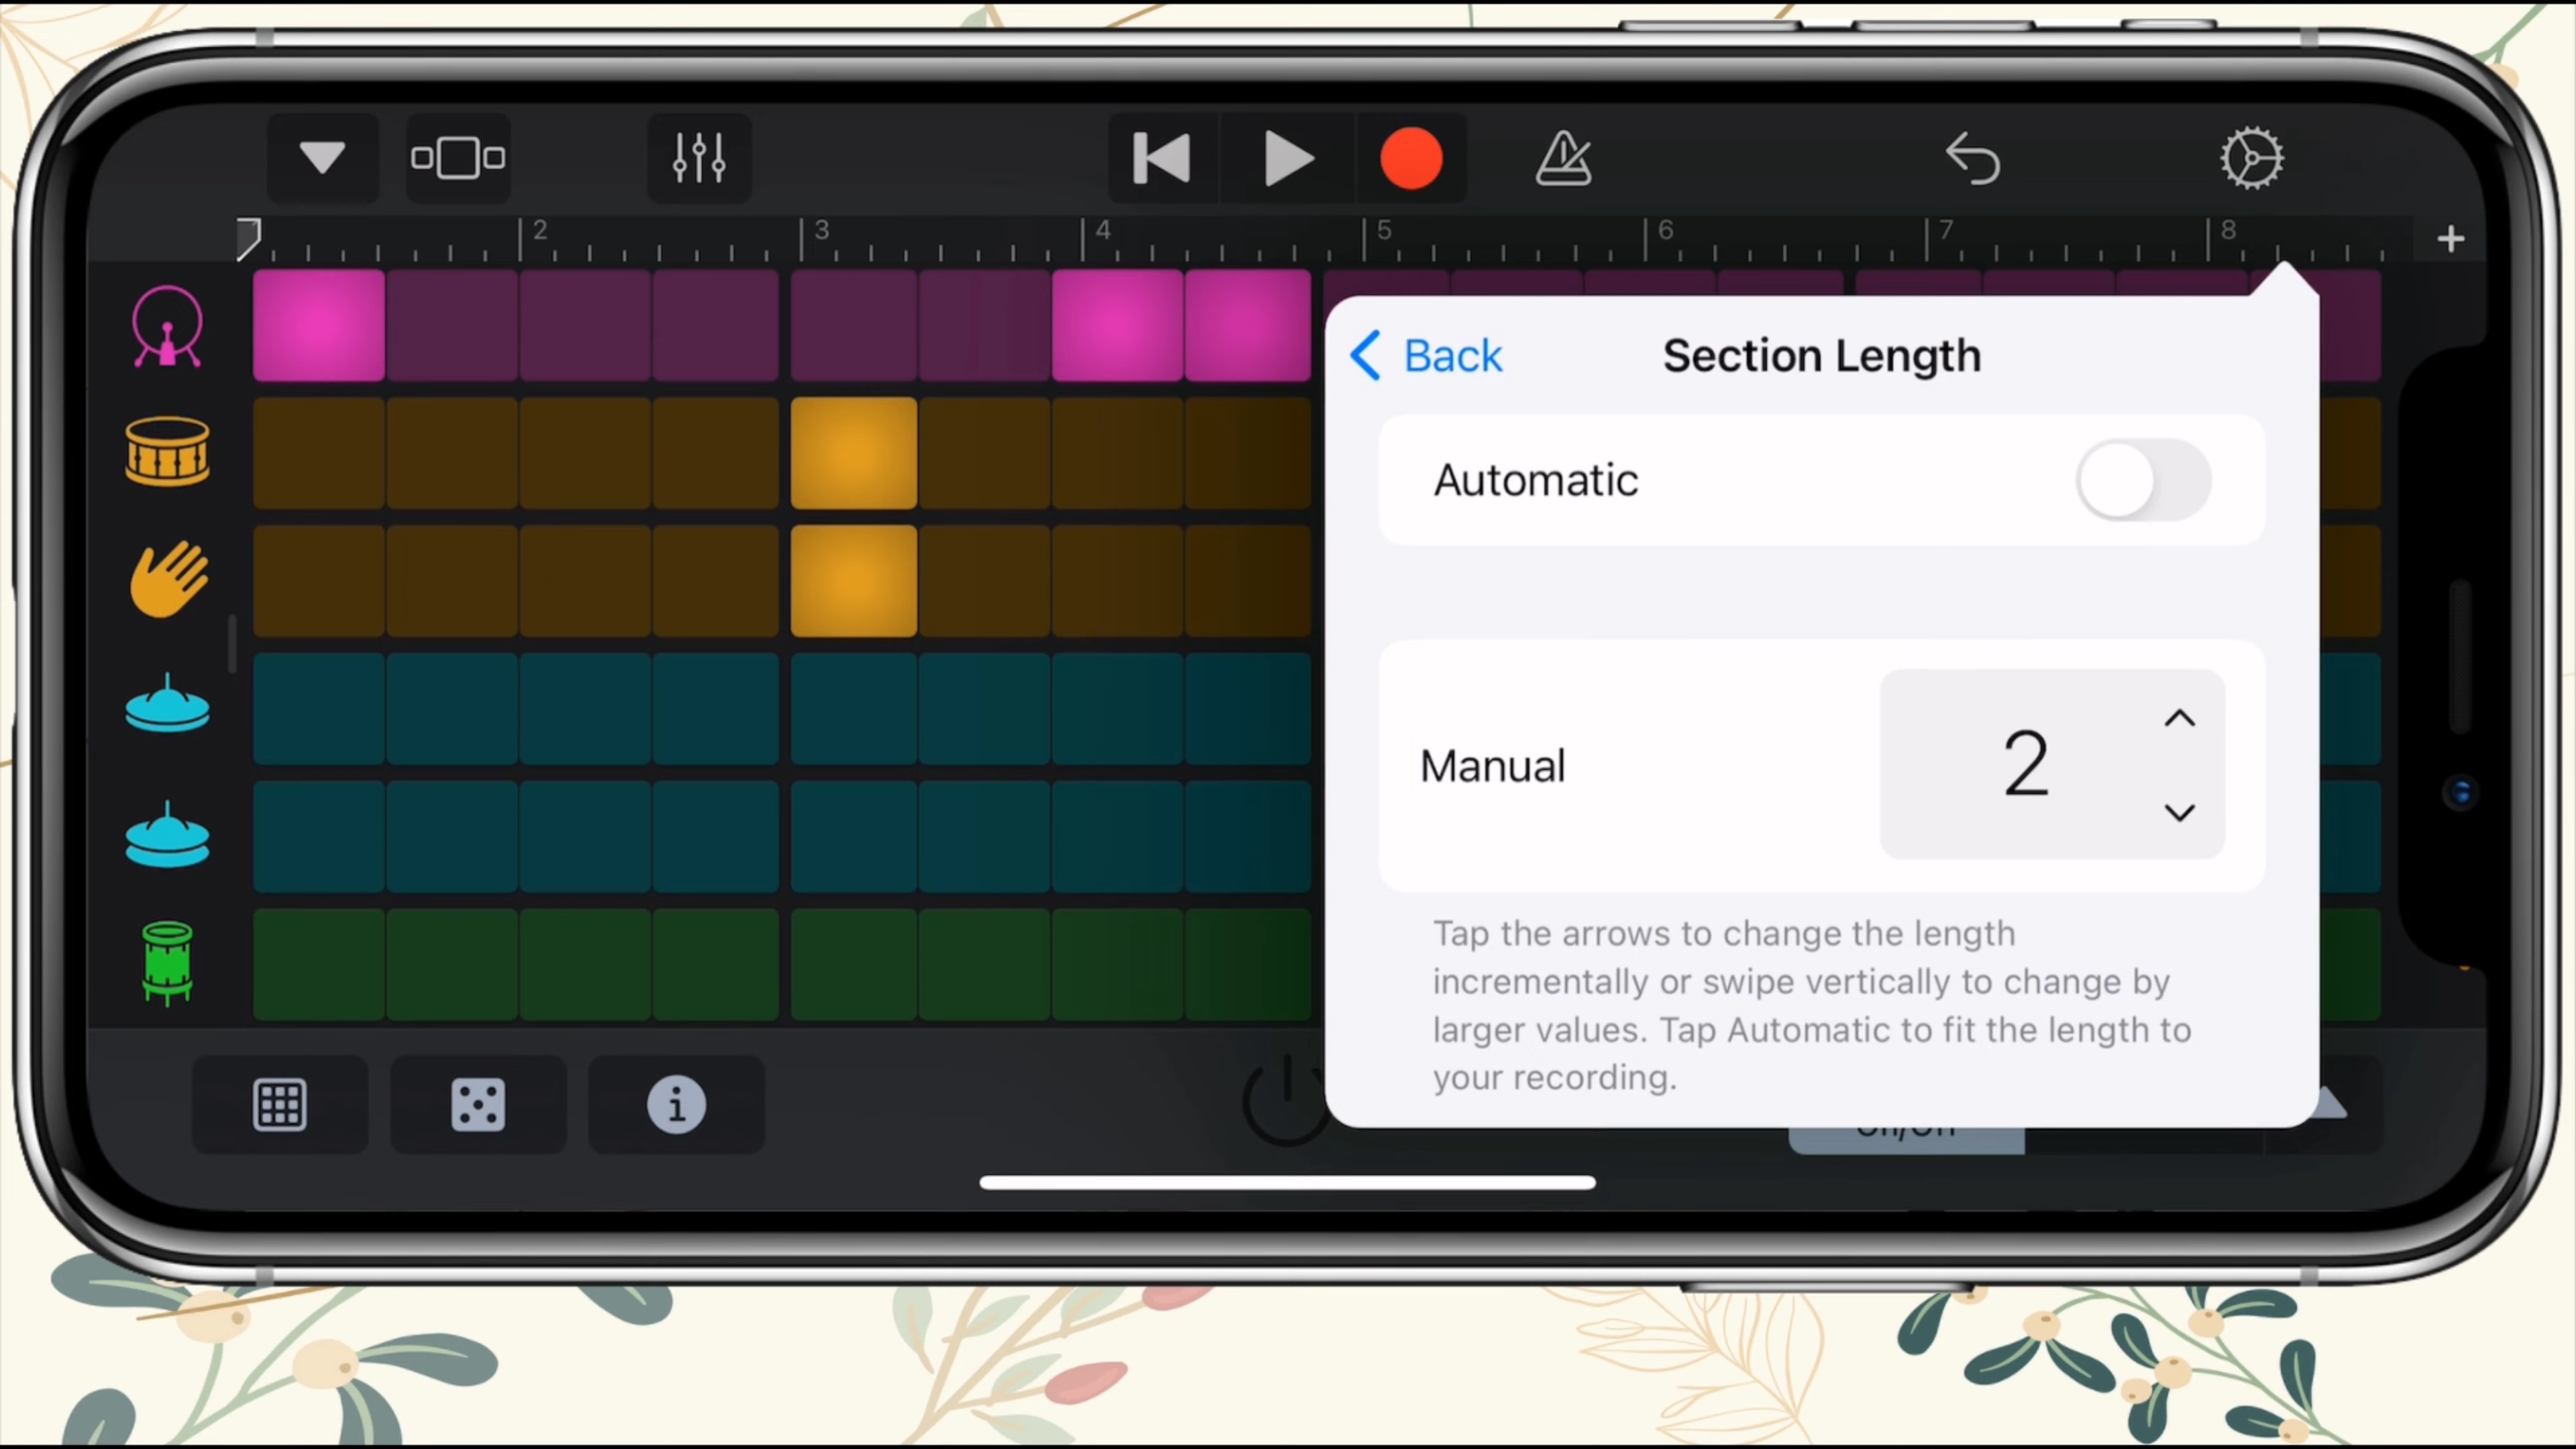 2 3 4 5 6 7 8 +
Back Section Length
Automatic
Manual 2
Tap the arrows to change the length
incrementally or swipe vertically to change by
larger values. Tap Automatic to fit the length to
your recording.
i
On/Off